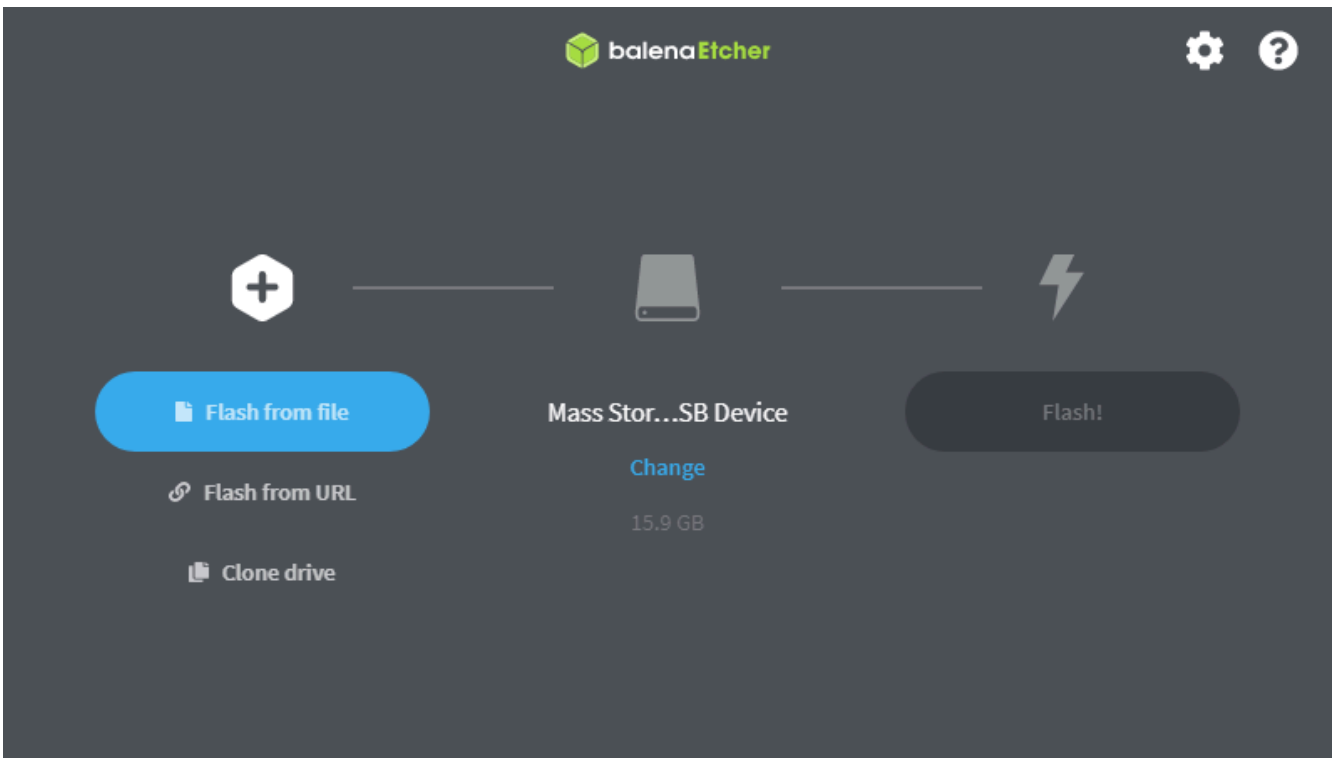 balenaEtcher
Flash from file
Flash from URL
Clone drive
Mass Stor...SB Device
Change
15.9 GB
Flash!